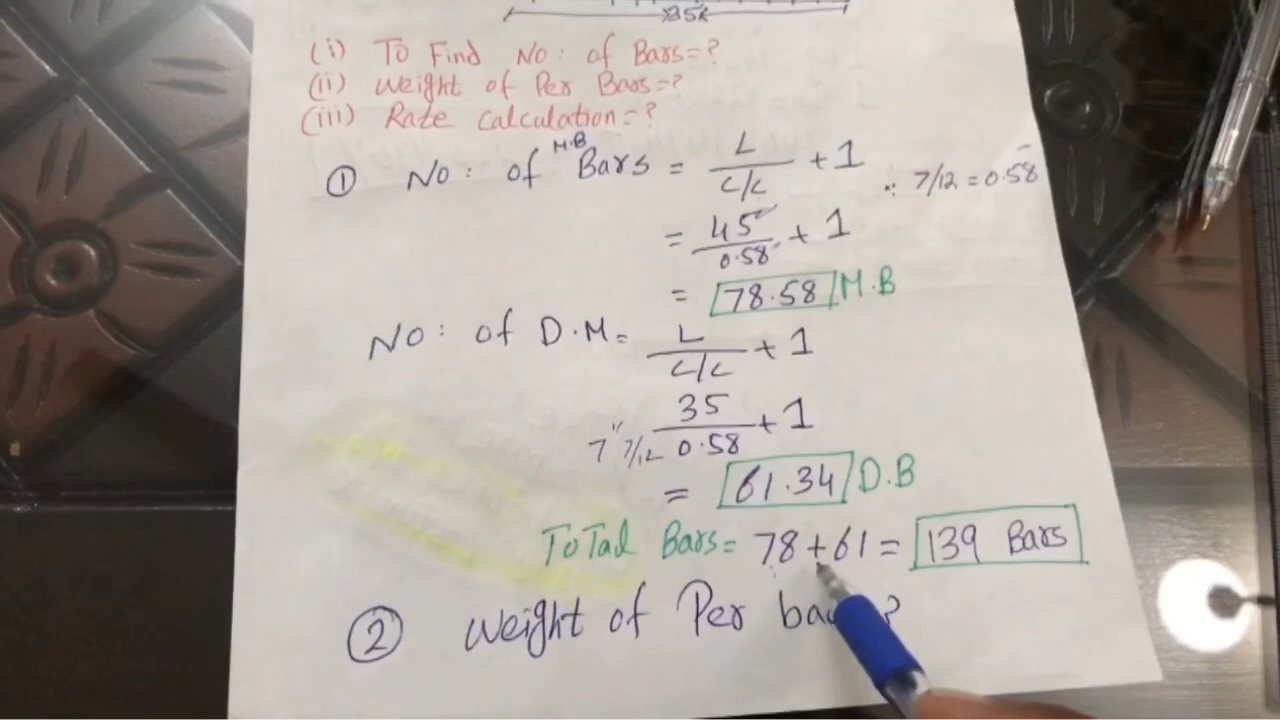 35'
(i) To Find No: of Bars=?
(ii) Weight of Per Bars=?
(iii) Rate Calculation=?
① No: of M.B Bars = L/c/c + 1 ∵ 7/12 = 0.58
= 45/0.58 + 1
= 78.58 M.B
No: of D.M = L/c/c + 1
7" 7/12 35/0.58 + 1
= 61.34 D.B
ToTal Bars = 78+61 = 139 Bars
② Weight of Per ?